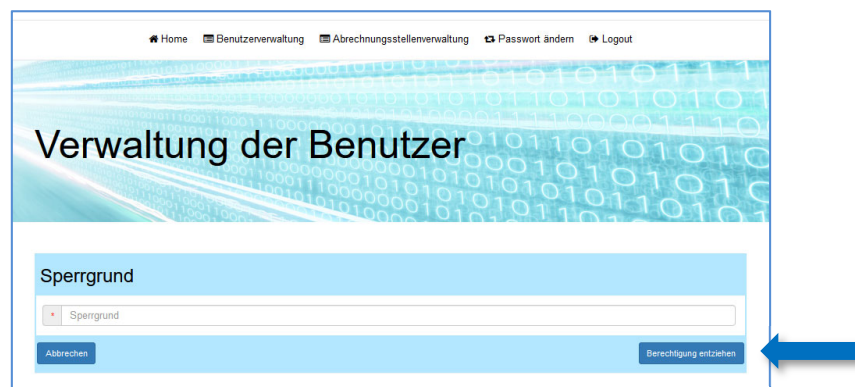 Home Benutzerverwaltung Abrechnungsstellenverwaltung Passwort ändern Logout
Verwaltung der Benutzer
Sperrgrund
* Sperrgrund
Abbrechen Berechtigung entziehen